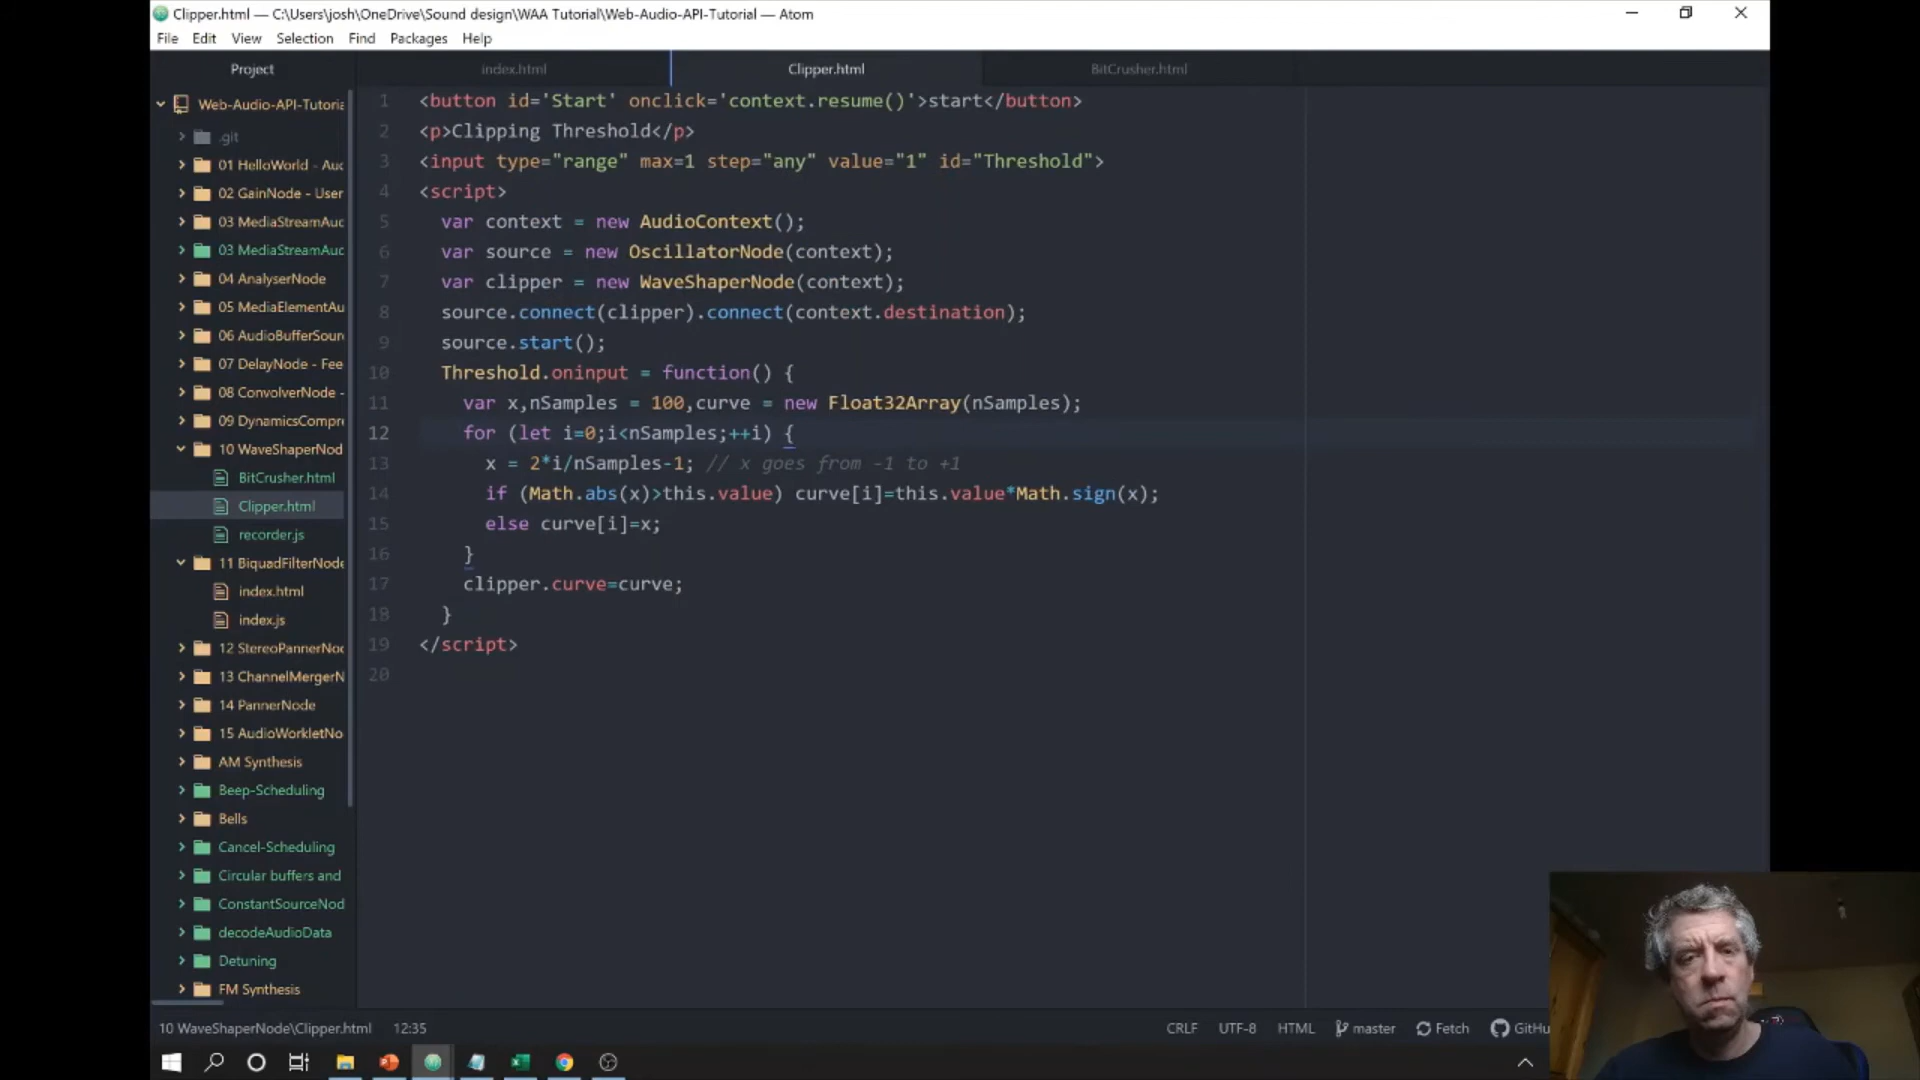 Clipper.html — C:\Users\josh\OneDrive\Sound design\WAA Tutorial\Web-Audio-API-Tutorial — Atom
File Edit View Selection Find Packages Help
Project
index.html
Clipper.html
BitCrusher.html
Web-Audio-API-Tutoria
.git
01 HelloWorld - Auc
02 GainNode - User
03 MediaStreamAuc
03 MediaStreamAuc
04 AnalyserNode
05 MediaElementAu
06 AudioBufferSoun
07 DelayNode - Fee
08 ConvolverNode -
09 DynamicsCompre
10 WaveShaperNode
BitCrusher.html
Clipper.html
recorder.js
11 BiquadFilterNode
index.html
index.js
12 StereoPannerNoc
13 ChannelMergerN
14 PannerNode
15 AudioWorkletNo
AM Synthesis
Beep-Scheduling
Bells
Cancel-Scheduling
Circular buffers and
ConstantSourceNod
decodeAudioData
Detuning
FM Synthesis
1 <button id='Start' onclick='context.resume()'>start</button>
2 <p>Clipping Threshold</p>
3 <input type="range" max=1 step="any" value="1" id="Threshold">
4 <script>
5 var context = new AudioContext();
6 var source = new OscillatorNode(context);
7 var clipper = new WaveShaperNode(context);
8 source.connect(clipper).connect(context.destination);
9 source.start();
10 Threshold.oninput = function() {
11 var x,nSamples = 100,curve = new Float32Array(nSamples);
12 for (let i=0;i<nSamples;++i) {
13 x = 2*i/nSamples-1; // x goes from -1 to +1
14 if (Math.abs(x)>this.value) curve[i]=this.value*Math.sign(x);
15 else curve[i]=x;
16 }
17 clipper.curve=curve;
18 }
19 </script>
20
10 WaveShaperNode\Clipper.html 12:35 CRLF UTF-8 HTML master Fetch GitHu